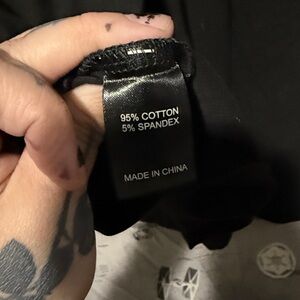 95% COTTON
5% SPANDEX
MADE IN CHINA